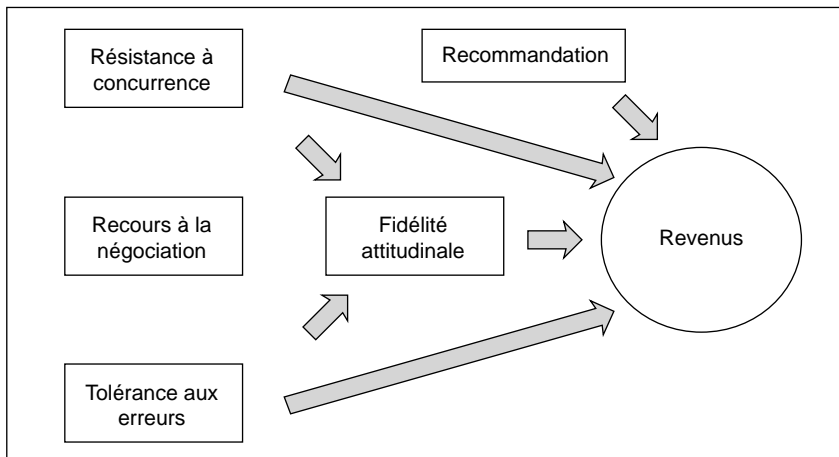 Résistance à
concurrence
Recommandation
Recours à la
négociation
Fidélité
attitudinale
Revenus
Tolérance aux
erreurs